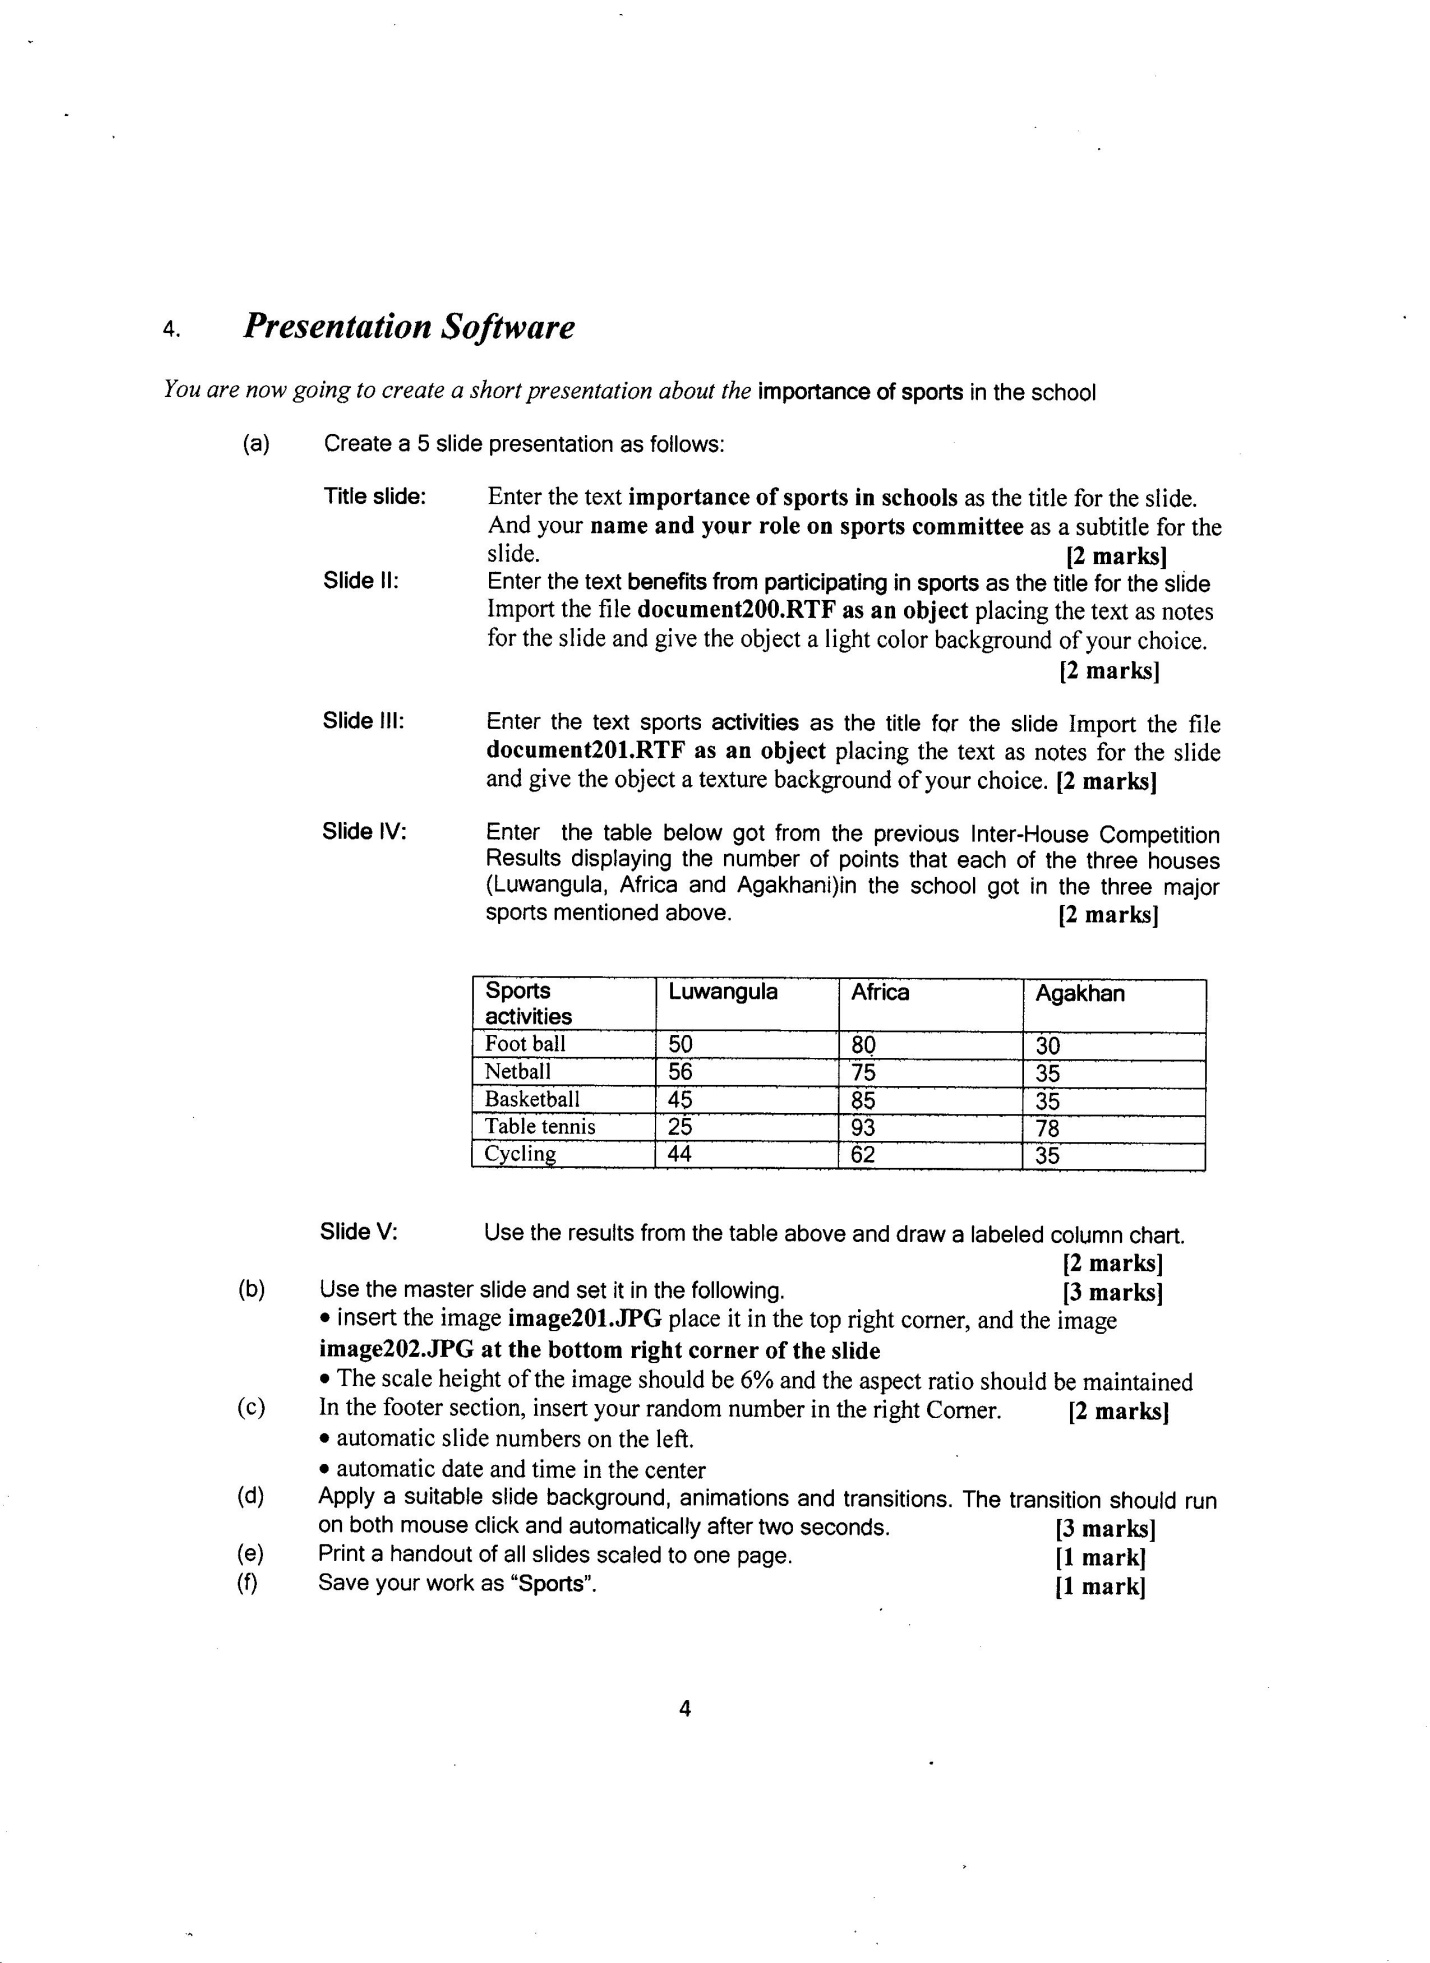 4. Presentation Software
You are now going to create a short presentation about the importance of sports in the school
(a) Create a 5 slide presentation as follows:
Title slide: Enter the text importance of sports in schools as the title for the slide.
And your name and your role on sports committee as a subtitle for the
slide. [2 marks]
Slide II: Enter the text benefits from participating in sports as the title for the slide
Import the file document200.RTF as an object placing the text as notes
for the slide and give the object a light color background of your choice.
[2 marks]
Slide III: Enter the text sports activities as the title for the slide Import the file
document201.RTF as an object placing the text as notes for the slide
and give the object a texture background of your choice. [2 marks]
Slide IV: Enter the table below got from the previous Inter-House Competition
Results displaying the number of points that each of the three houses
(Luwangula, Africa and Agakhani)in the school got in the three major
sports mentioned above. [2 marks]
Sports Luwangula Africa Agakhan
activities
Foot ball 50 80 30
Netball 56 75 35
Basketball 45 85 35
Table tennis 25 93 78
Cycling 44 62 35
Slide V: Use the results from the table above and draw a labeled column chart.
[2 marks]
(b) Use the master slide and set it in the following. [3 marks]
• insert the image image201.JPG place it in the top right corner, and the image
image202.JPG at the bottom right corner of the slide
• The scale height of the image should be 6% and the aspect ratio should be maintained
(c) In the footer section, insert your random number in the right Corner. [2 marks]
• automatic slide numbers on the left.
• automatic date and time in the center
(d) Apply a suitable slide background, animations and transitions. The transition should run
on both mouse click and automatically after two seconds. [3 marks]
(e) Print a handout of all slides scaled to one page. [1 mark]
(f) Save your work as “Sports”. [1 mark]
4